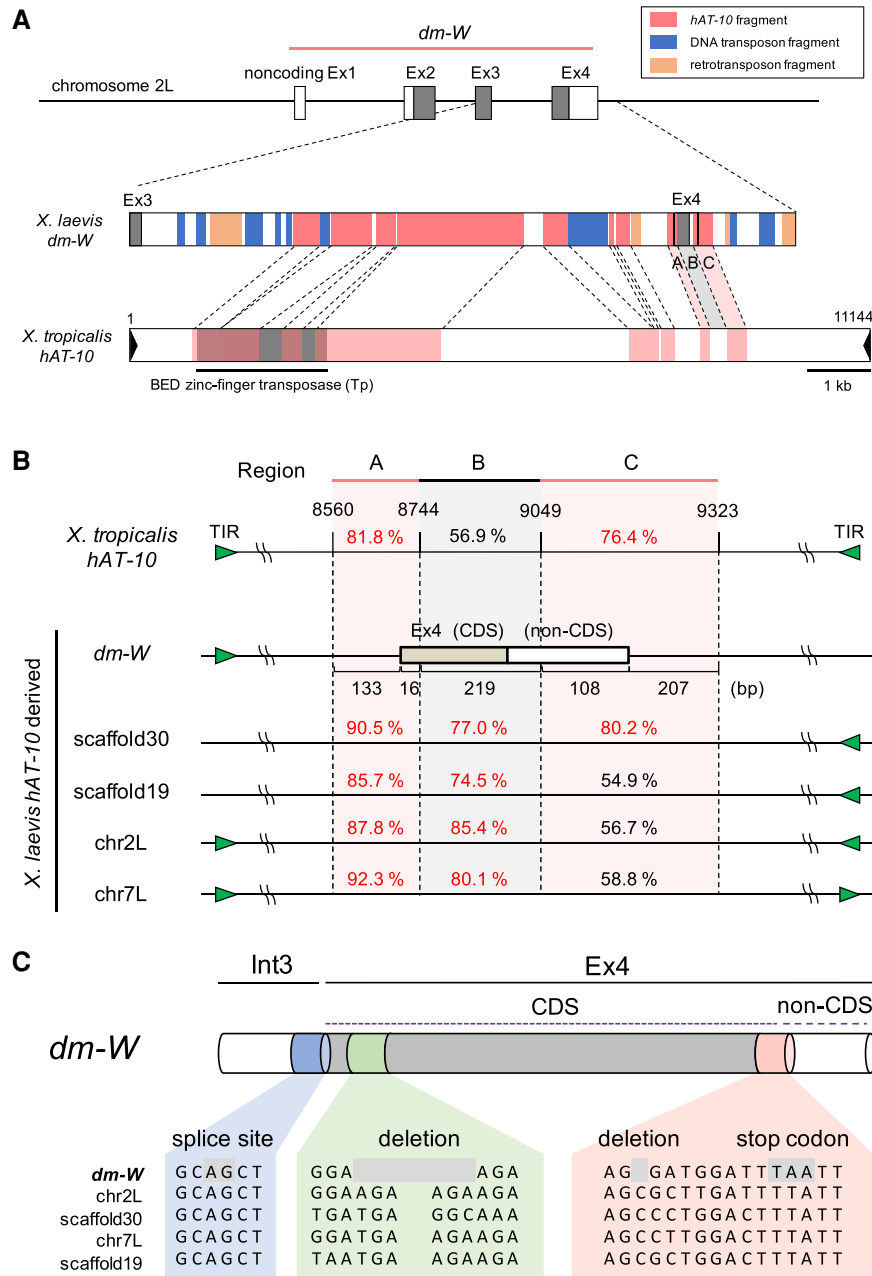 A
hAT-10 fragment
DNA transposon fragment
retrotransposon fragment
dm-W
chromosome 2L
noncoding Ex1
Ex2
Ex3
Ex4
Ex3
Ex4
X. laevis
dm-W
A B C
X. tropicalis
hAT-10
1
11144
BED zinc-finger transposase (Tp)
1 kb
B
Region
A
B
C
8560
8744
9049
9323
X. tropicalis
hAT-10
TIR
81.8 %
56.9 %
76.4 %
TIR
X. laevis hAT-10 derived
dm-W
Ex4 (CDS) (non-CDS)
133
16
219
108
207
(bp)
scaffold30
90.5 %
77.0 %
80.2 %
scaffold19
85.7 %
74.5 %
54.9 %
chr2L
87.8 %
85.4 %
56.7 %
chr7L
92.3 %
80.1 %
58.8 %
C
Int3
Ex4
CDS
non-CDS
dm-W
splice site
deletion
deletion
stop codon
dm-W GCAGCT GGA AGA AG GATGGATTTAATT
chr2L GCAGCT GGAAGA AGAAGA AGCGCTTGATTTTATT
scaffold30 GCAGCT TGATGA GGCAAA AGCCCTTGGACTTTATT
chr7L GCAGCT GGATGA AGAAGA AGCCCTGGACTTTATT
scaffold19 GCAGCT TAATGA AGAAGA AGCGCTGGACTTTATT